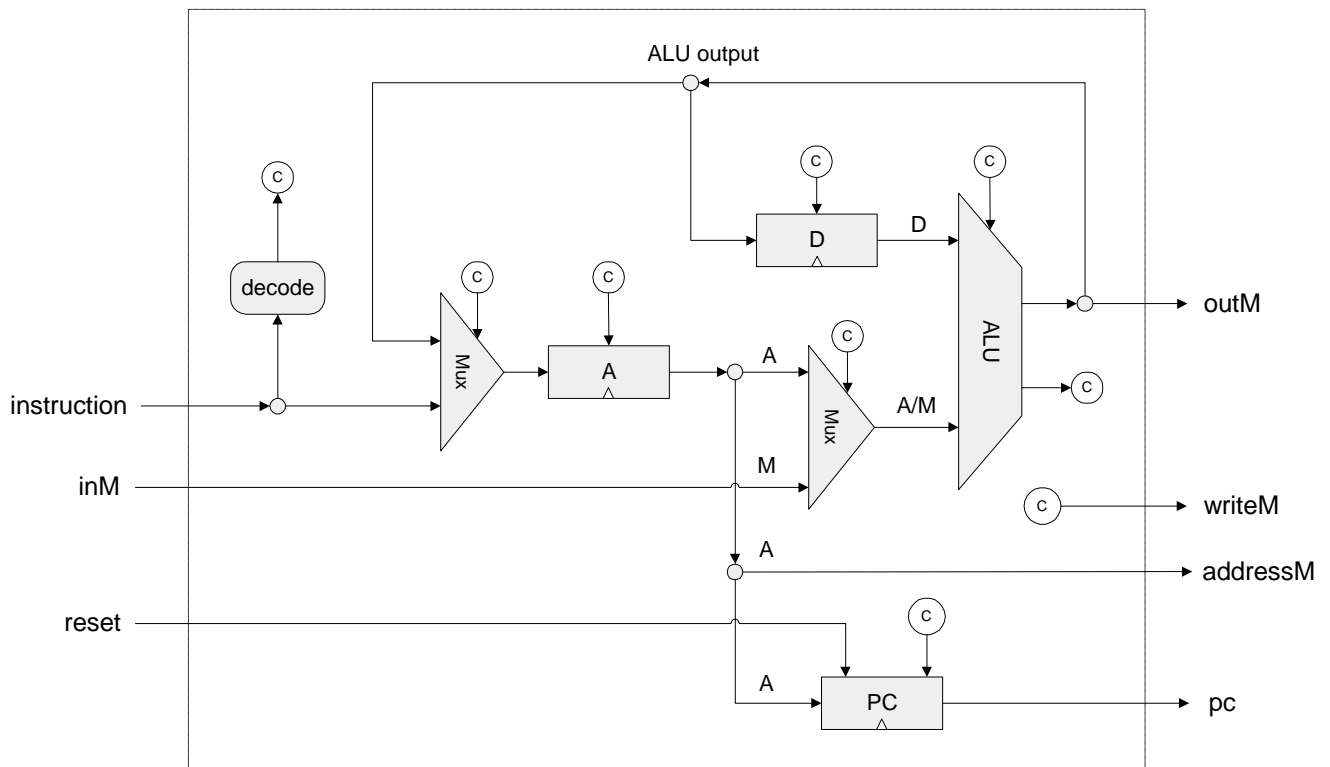 ALU output
C
C
C
D
D
decode
C
C
outM
C
ALU
Mux
A
A
Mux
A/M
C
instruction
M
inM
C
writeM
A
addressM
reset
C
A
PC
pc